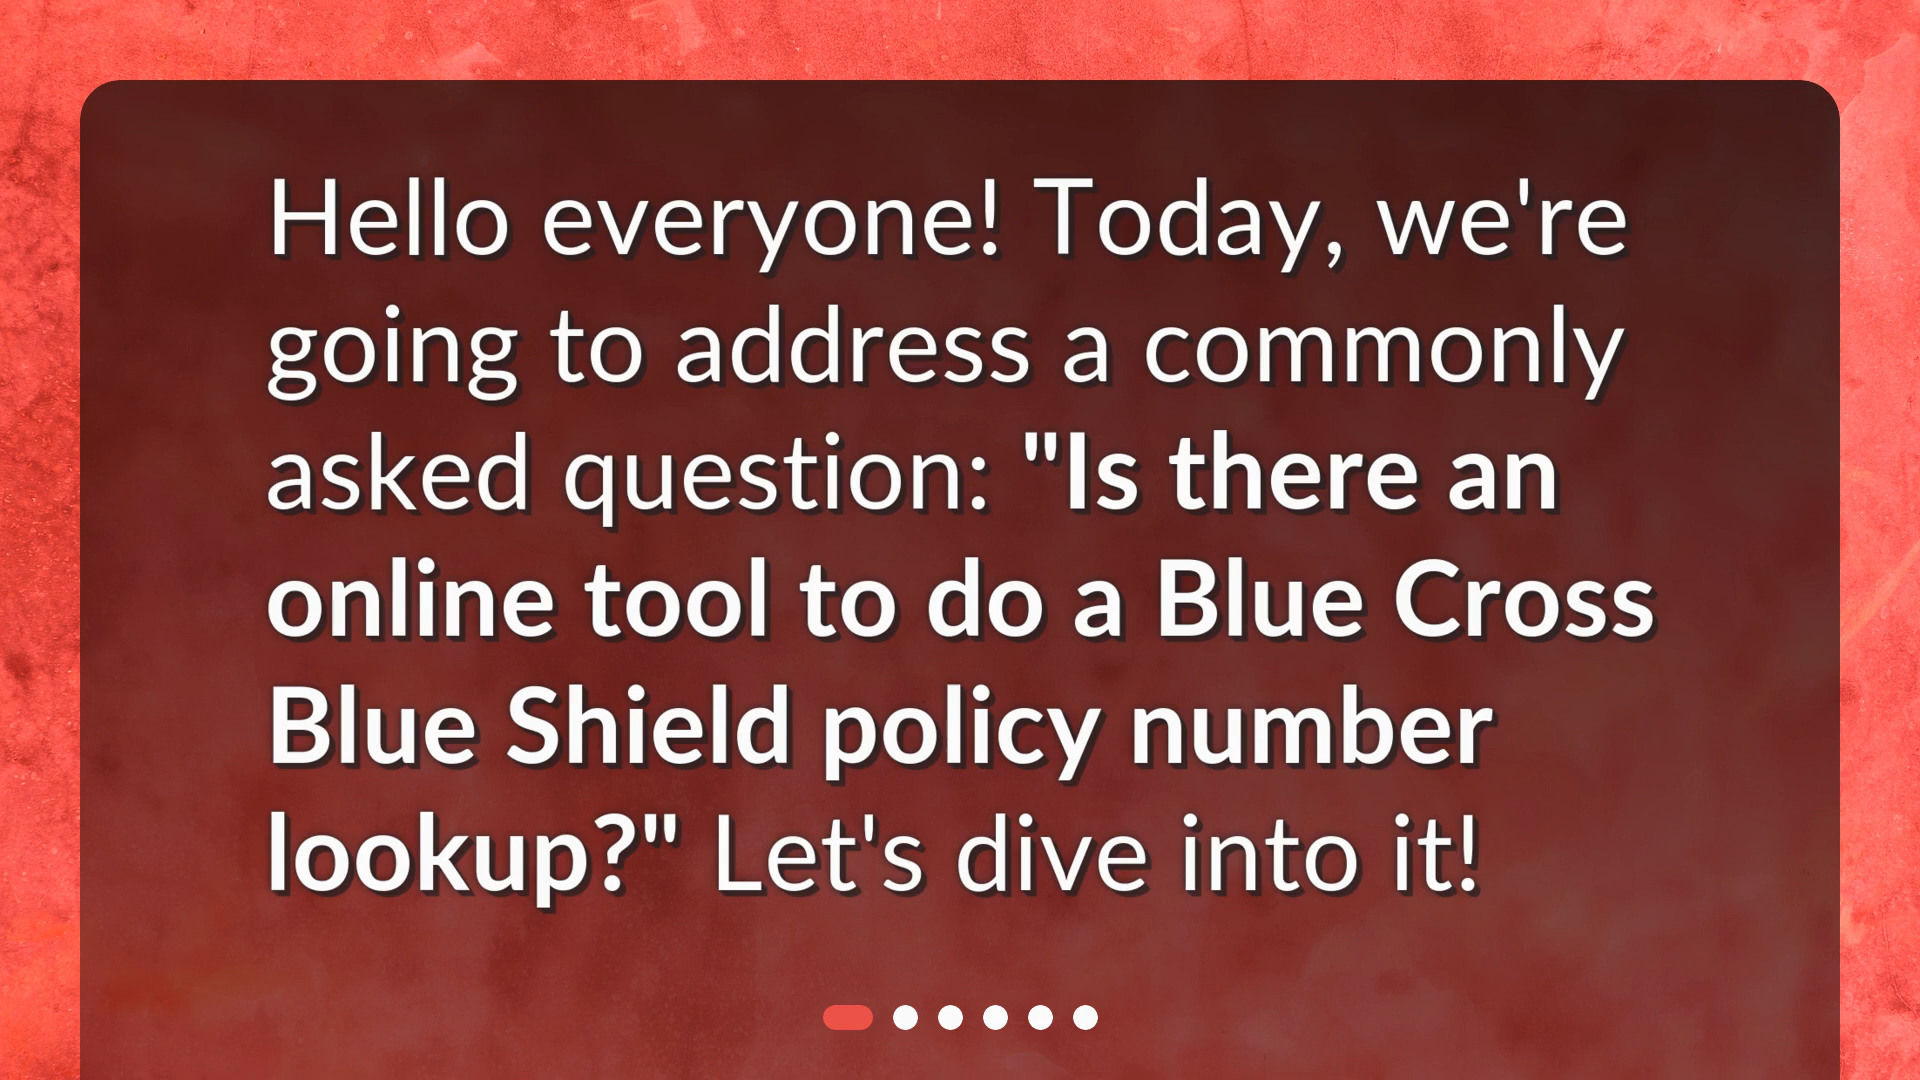 Hello everyone! Today, we're
going to address a commonly
asked question: "Is there an
online tool to do a Blue Cross
Blue Shield policy number
lookup?" Let's dive into it!